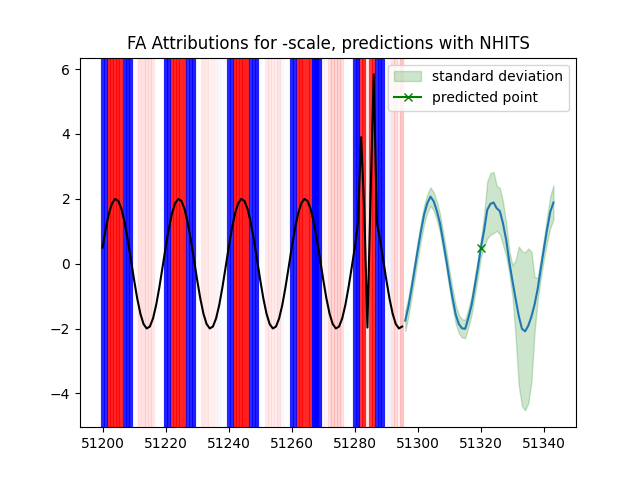 FA Attributions for -scale, predictions with NHITS
standard deviation
predicted point
6
4
2
0
−2
−4
51200 51220 51240 51260 51280 51300 51320 51340